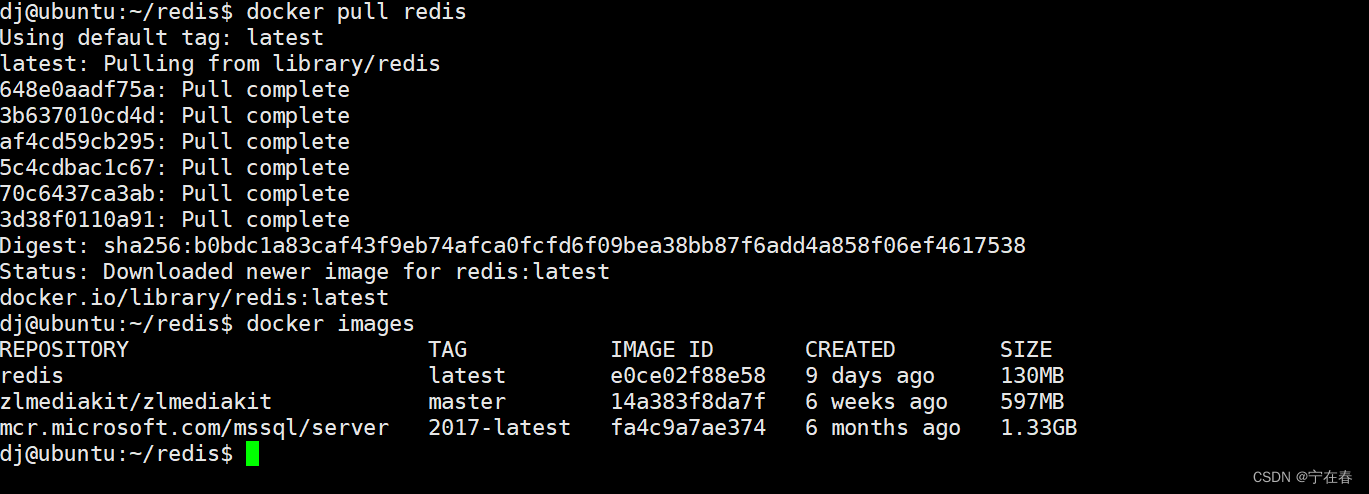 dj@ubuntu:~/redis$ docker pull redis
Using default tag: latest
latest: Pulling from library/redis
648e0aadf75a: Pull complete
3b637010cd4d: Pull complete
af4cd59cb295: Pull complete
5c4cdbac1c67: Pull complete
70c6437ca3ab: Pull complete
3d38f0110a91: Pull complete
Digest: sha256:b0bdc1a83caf43f9eb74afca0fcfd6f09bea38bb87f6add4a858f06ef4617538
Status: Downloaded newer image for redis:latest
docker.io/library/redis:latest
dj@ubuntu:~/redis$ docker images
REPOSITORY                       TAG           IMAGE ID       CREATED        SIZE
redis                            latest        e0ce02f88e58   9 days ago     130MB
zlmediakit/zlmediakit            master        14a383f8da7f   6 weeks ago    597MB
mcr.microsoft.com/mssql/server   2017-latest   fa4c9a7ae374   6 months ago   1.33GB
dj@ubuntu:~/redis$
CSDN @宁在春